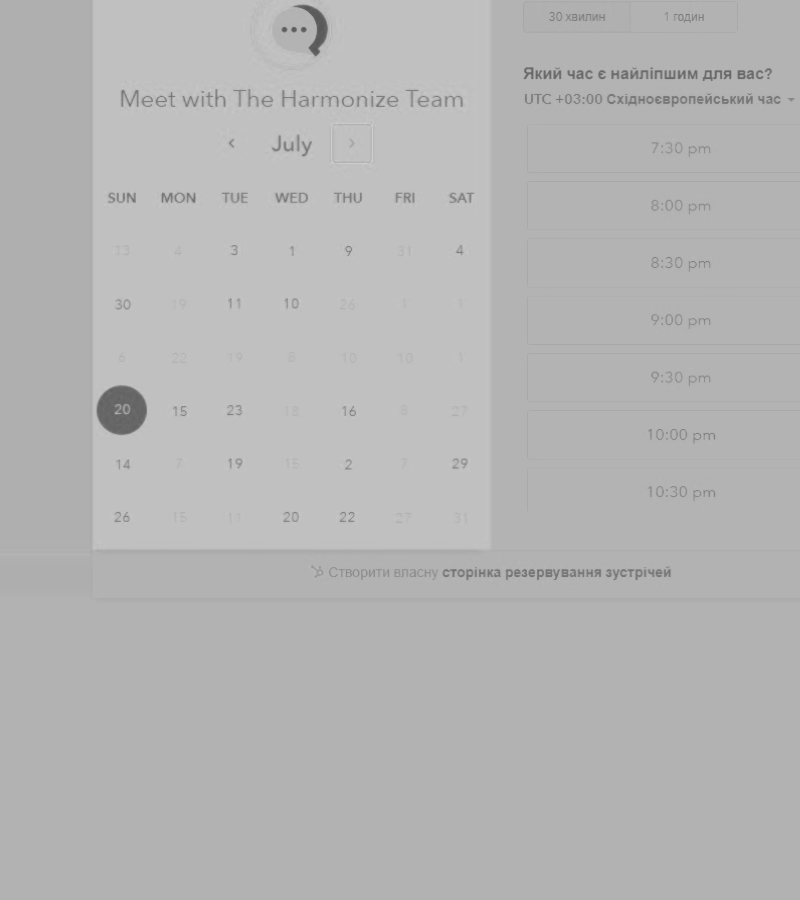 Meet with The Harmonize Team
July
SUN MON TUE WED THU FRI SAT
13 4 3 1 9 31 4
30 19 11 10 26 1 1
6 22 19 8 10 10 1
20 15 23 18 16 8 27
14 7 19 15 2 7 29
26 15 11 20 22 27 31
30 хвилин 1 годин
Який час є найліпшим для вас?
UTC +03:00 Східноєвропейський час
7:30 pm
8:00 pm
8:30 pm
9:00 pm
9:30 pm
10:00 pm
10:30 pm
Створити власну сторінка резервування зустрічей